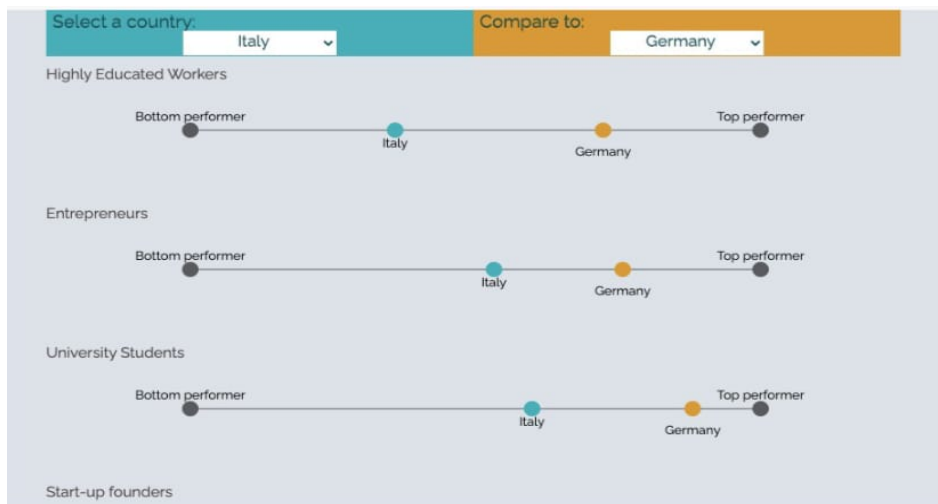 Select a country:
Italy
Compare to:
Germany
Highly Educated Workers
Bottom performer
Top performer
Italy
Germany
Entrepreneurs
Bottom performer
Top performer
Italy
Germany
University Students
Bottom performer
Top performer
Italy
Germany
Start-up founders